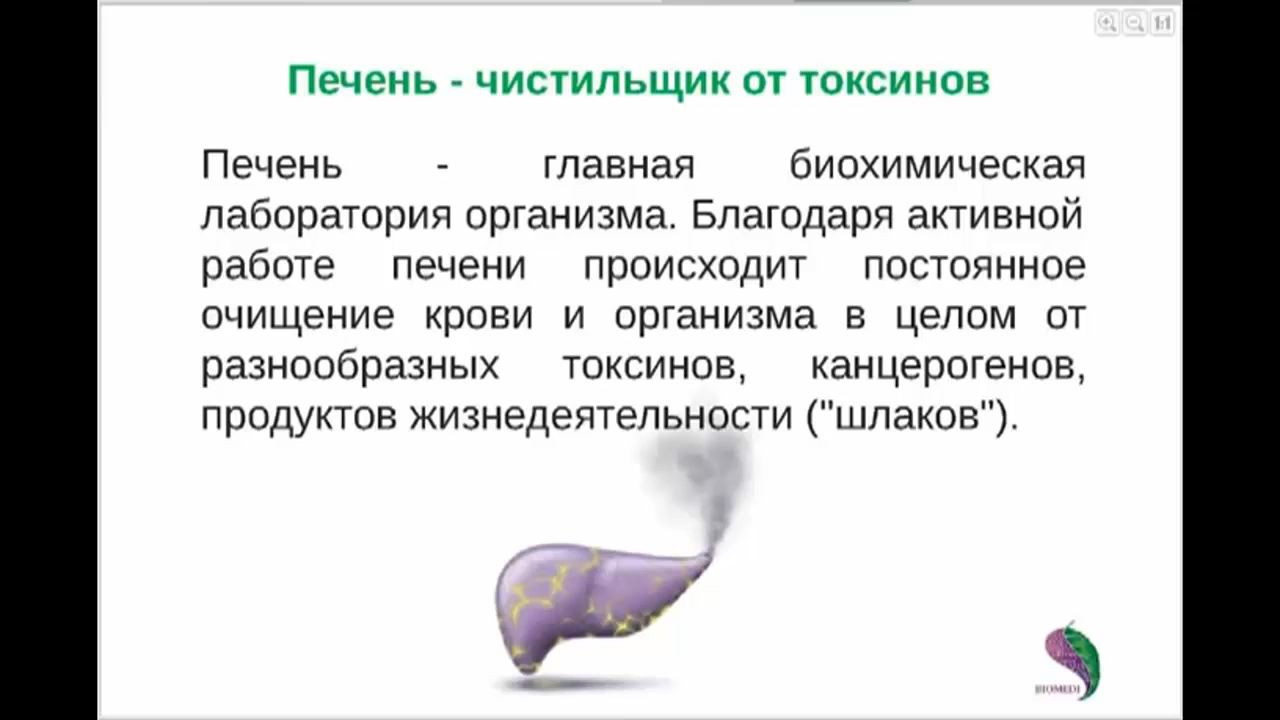 Печень - чистильщик от токсинов
Печень - главная биохимическая
лаборатория организма. Благодаря активной
работе печени происходит постоянное
очищение крови и организма в целом от
разнообразных токсинов, канцерогенов,
продуктов жизнедеятельности ("шлаков").
BIOMEDI